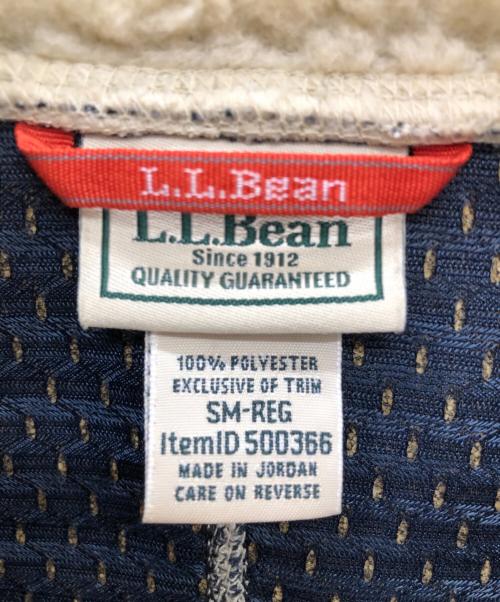 L.L.Bean
L.L.Bean
Since 1912
QUALITY GUARANTEED
100% POLYESTER
EXCLUSIVE OF TRIM
SM-REG
ItemID 500366
MADE IN JORDAN
CARE ON REVERSE